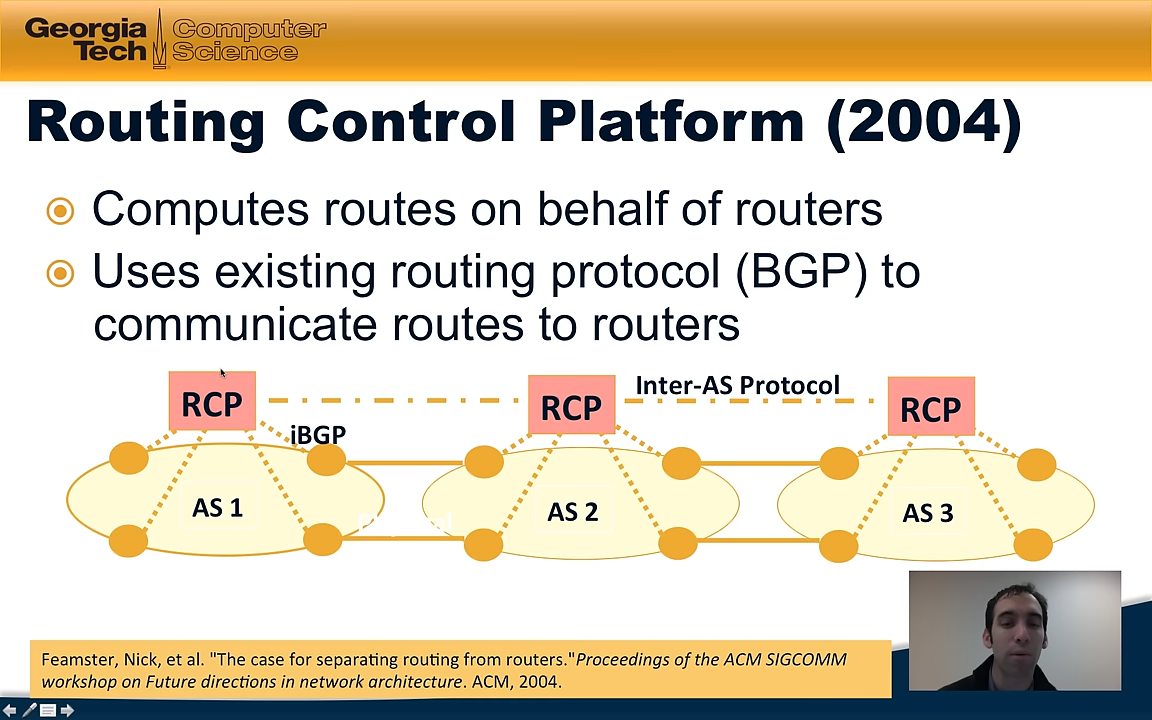 Georgia Tech
Computer Science
Routing Control Platform (2004)
Computes routes on behalf of routers
Uses existing routing protocol (BGP) to
communicate routes to routers
RCP
RCP
Inter-AS Protocol
RCP
iBGP
AS 1
AS 2
AS 3
Feamster, Nick, et al. "The case for separating routing from routers."Proceedings of the ACM SIGCOMM
workshop on Future directions in network architecture. ACM, 2004.